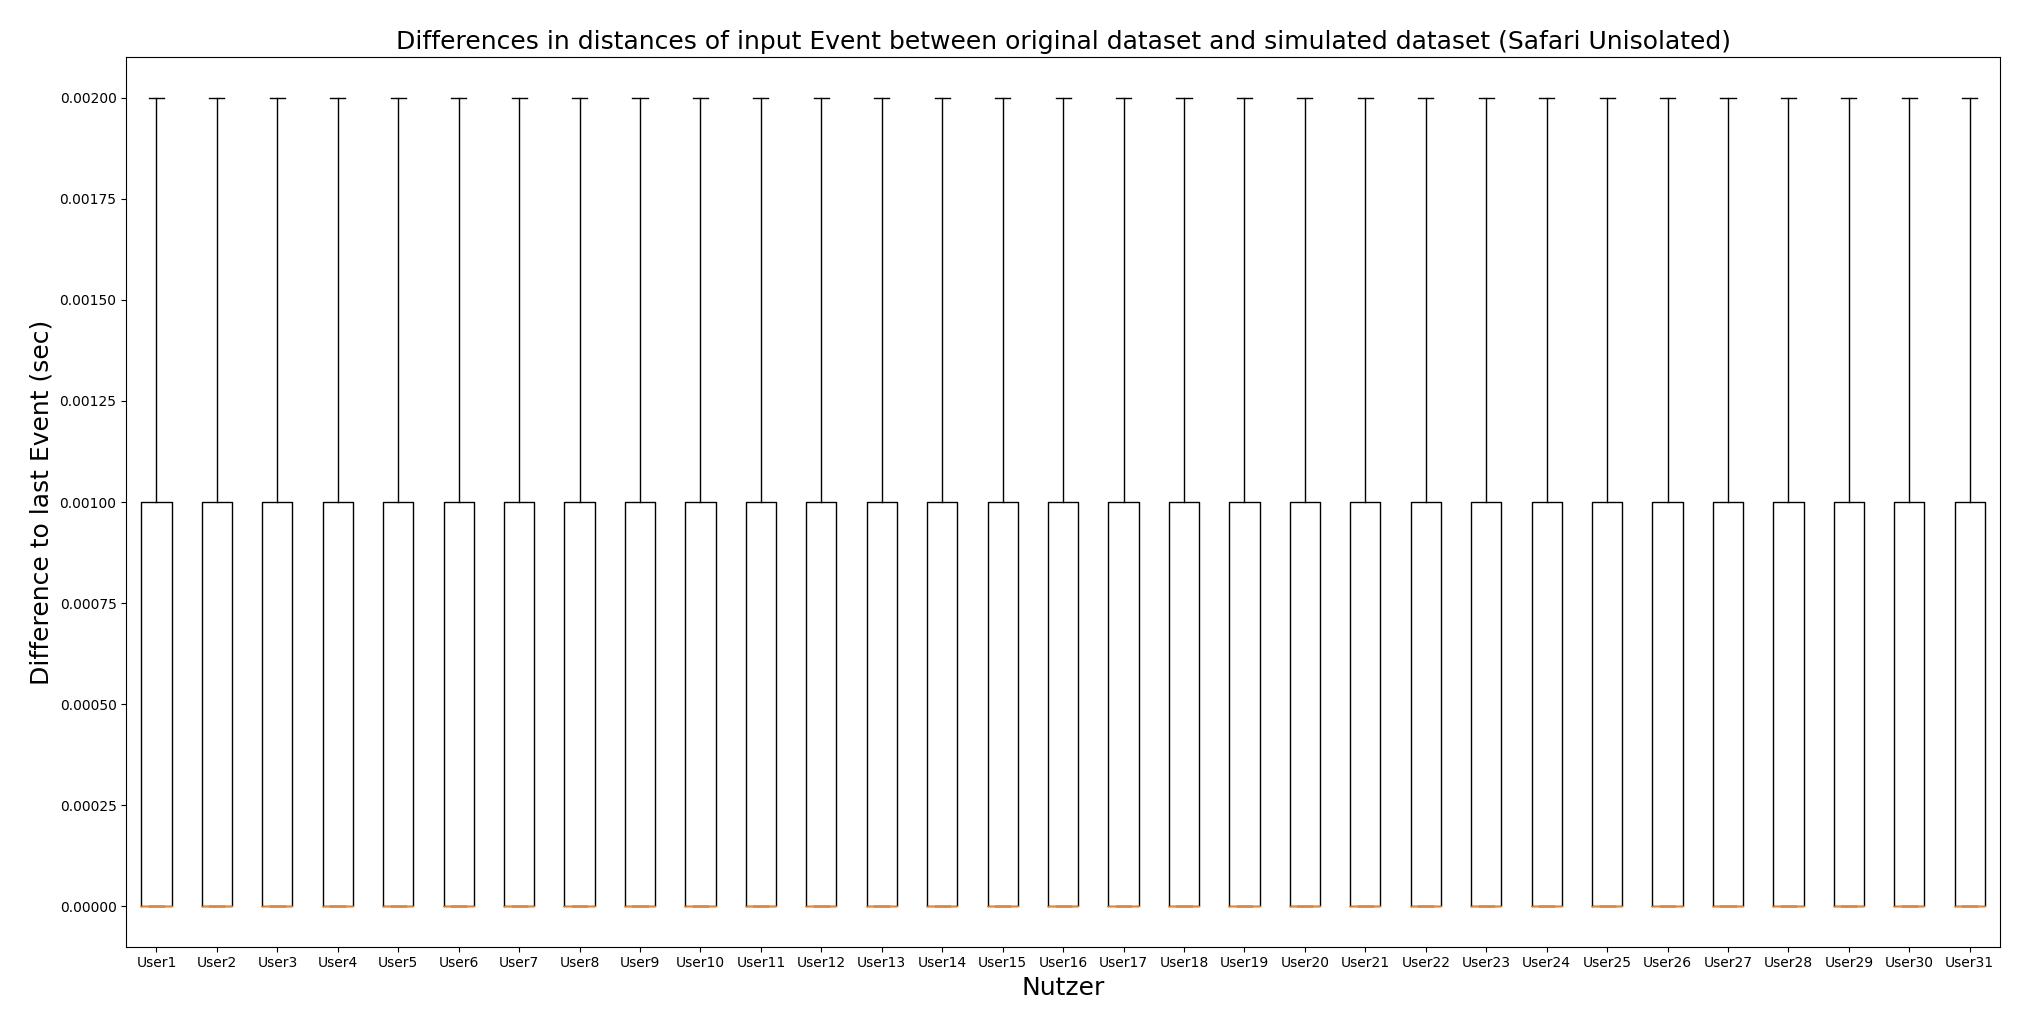 Differences in distances of input Event between original dataset and simulated dataset (Safari Unisolated)
Difference to last Event (sec)
0.00200
0.00175
0.00150
0.00125
0.00100
0.00075
0.00050
0.00025
0.00000
User1 User2 User3 User4 User5 User6 User7 User8 User9 User10 User11 User12 User13 User14 User15 User16 User17 User18 User19 User20 User21 User22 User23 User24 User25 User26 User27 User28 User29 User30 User31
Nutzer